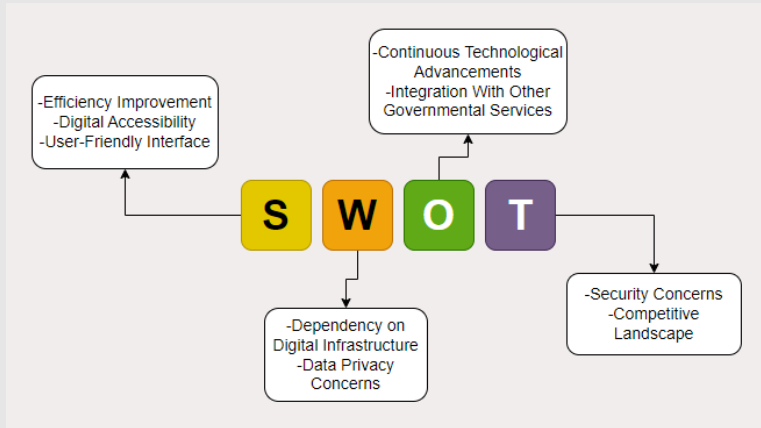 -Continuous Technological
Advancements
-Integration With Other
Governmental Services
-Efficiency Improvement
-Digital Accessibility
-User-Friendly Interface
S W O T
-Security Concerns
-Competitive
Landscape
-Dependency on
Digital Infrastructure
-Data Privacy
Concerns